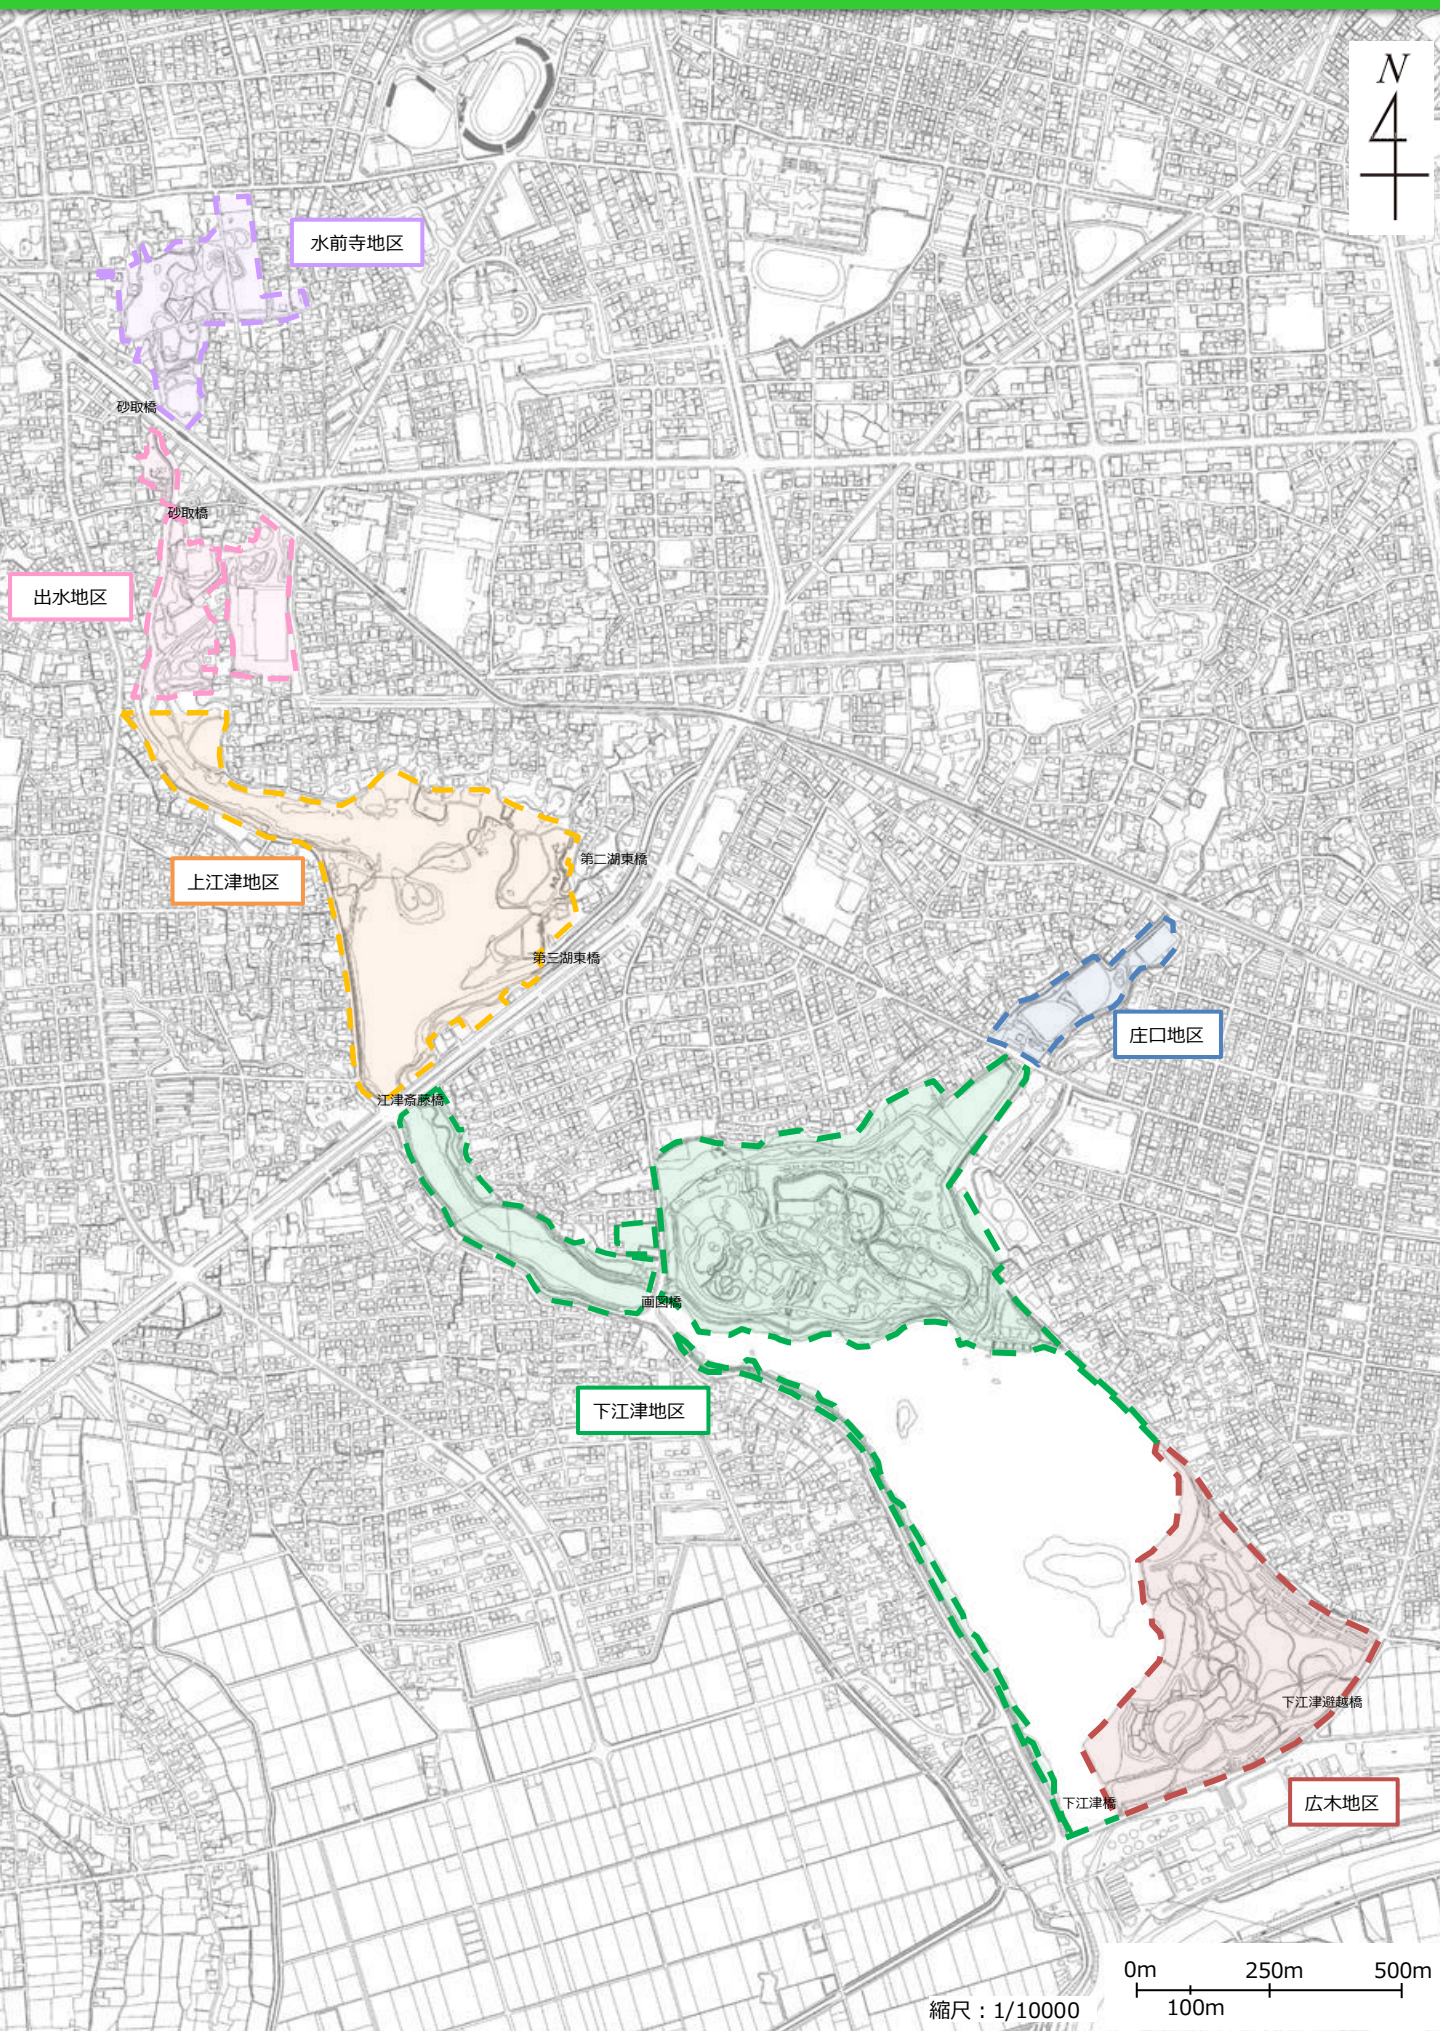 N
水前寺地区
砂取橋
砂取橋
出水地区
第二湖東橋
上江津地区
第三湖東橋
庄口地区
江津斎藤橋
画図橋
下江津地区
下江津避越橋
下江津橋
広木地区
0m 250m 500m
100m
縮尺：1/10000